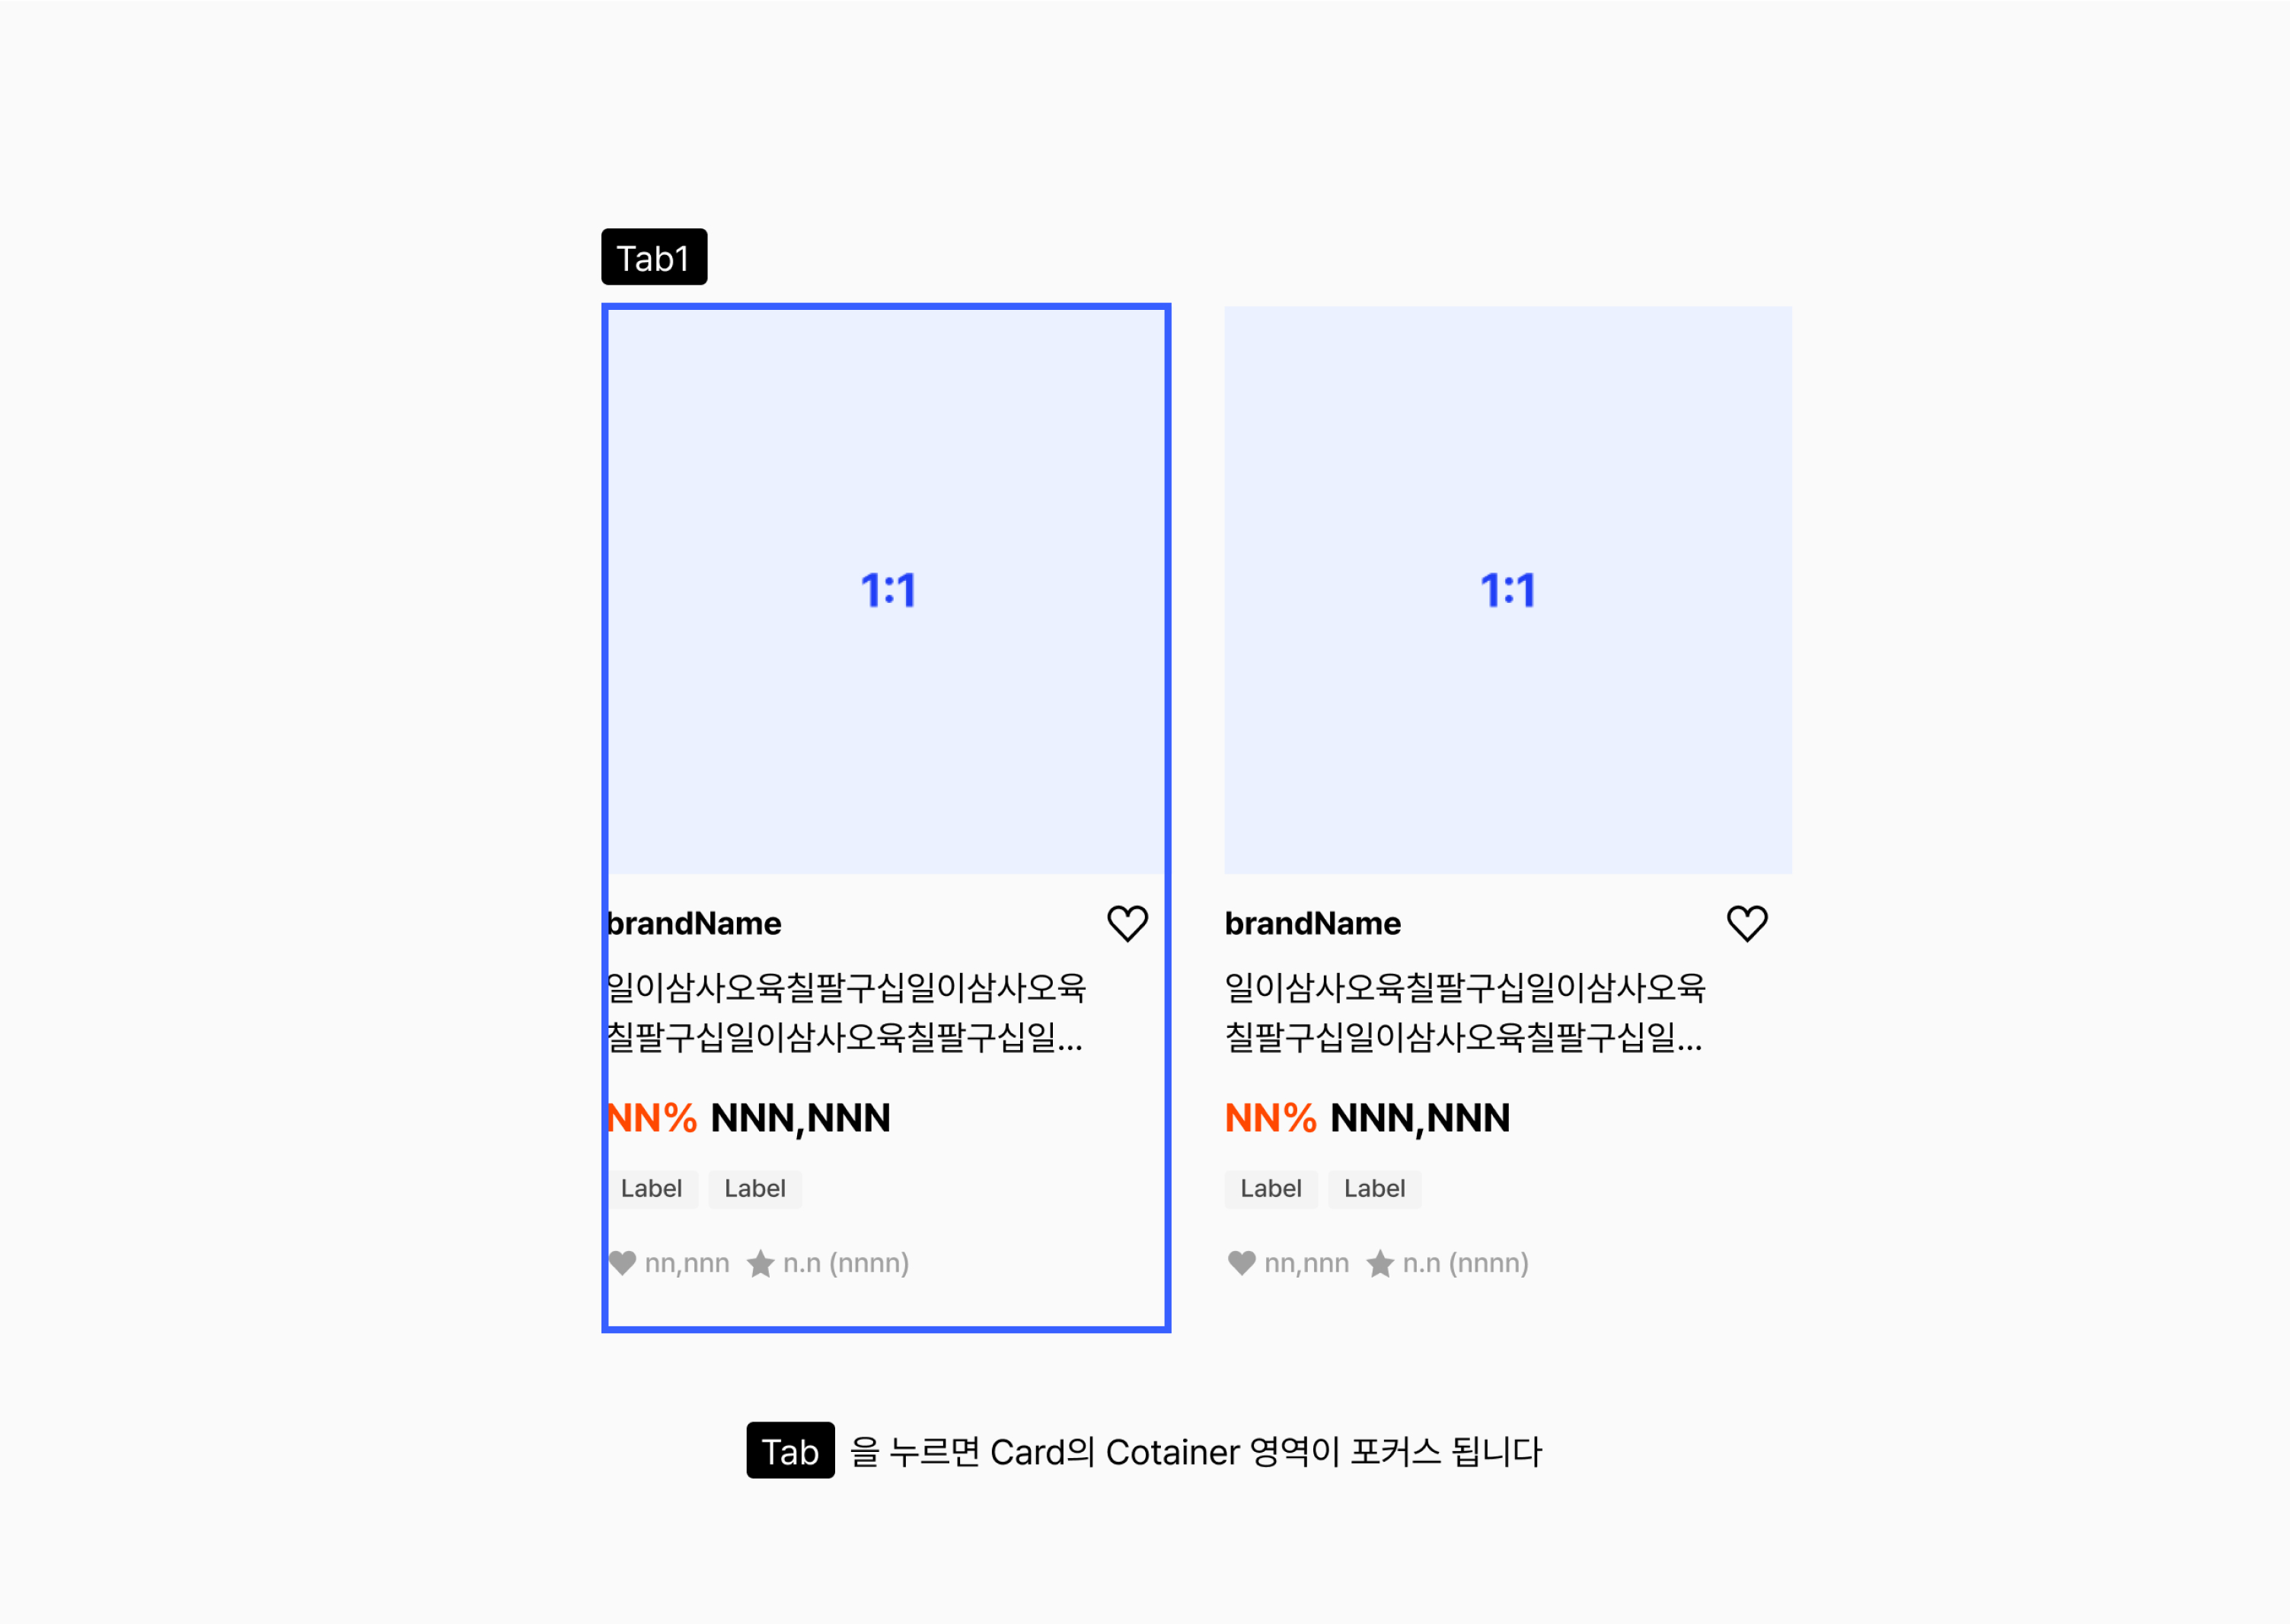 Tab1
1:1
brandName
일이삼사오육칠팔구십일이삼사오육
칠팔구십일이삼사오육칠팔구십일...
NN% NNN,NNN
Label Label
nn,nnn n.n (nnnn)
1:1
brandName
일이삼사오육칠팔구십일이삼사오육
칠팔구십일이삼사오육칠팔구십일...
NN% NNN,NNN
Label Label
nn,nnn n.n (nnnn)
Tab 을 누르면 Card의 Cotainer 영역이 포커스 됩니다